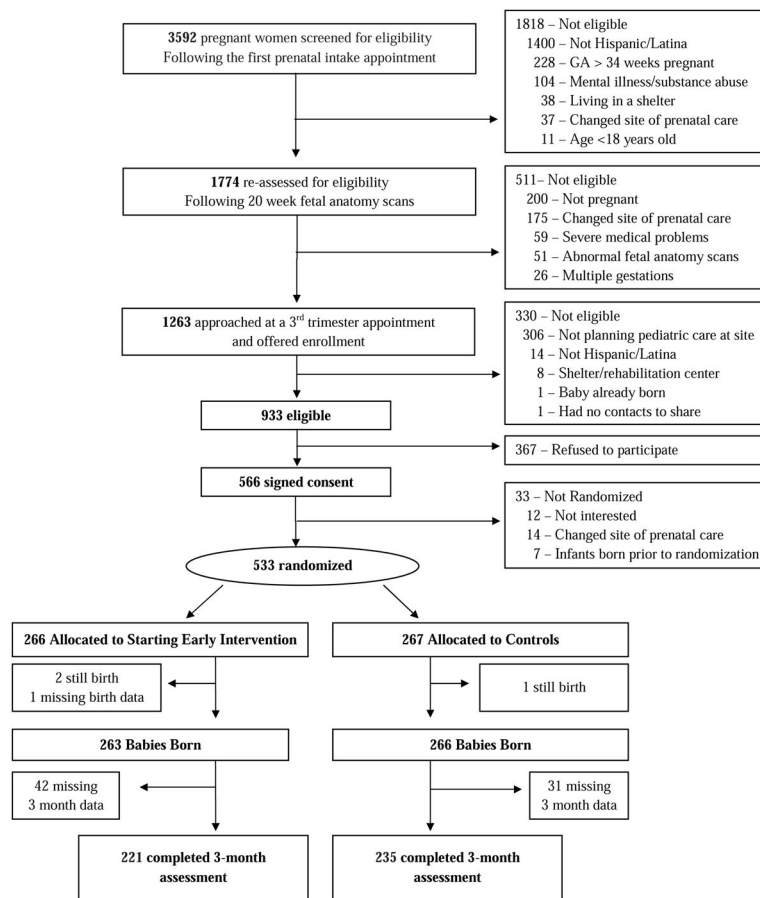 3592 pregnant women screened for eligibility
Following the first prenatal intake appointment
1818 – Not eligible
1400 – Not Hispanic/Latina
228 – GA > 34 weeks pregnant
104 – Mental illness/substance abuse
38 – Living in a shelter
37 – Changed site of prenatal care
11 – Age <18 years old
1774 re-assessed for eligibility
Following 20 week fetal anatomy scans
511– Not eligible
200 – Not pregnant
175 – Changed site of prenatal care
59 – Severe medical problems
51 – Abnormal fetal anatomy scans
26 – Multiple gestations
1263 approached at a 3rd trimester appointment
and offered enrollment
330 – Not eligible
306 – Not planning pediatric care at site
14 – Not Hispanic/Latina
8 – Shelter/rehabilitation center
1 – Baby already born
1 – Had no contacts to share
933 eligible
367 – Refused to participate
566 signed consent
33 – Not Randomized
12 – Not interested
14 – Changed site of prenatal care
7 – Infants born prior to randomization
533 randomized
266 Allocated to Starting Early Intervention
267 Allocated to Controls
2 still birth
1 missing birth data
1 still birth
263 Babies Born
266 Babies Born
42 missing
3 month data
31 missing
3 month data
221 completed 3-month
assessment
235 completed 3-month
assessment